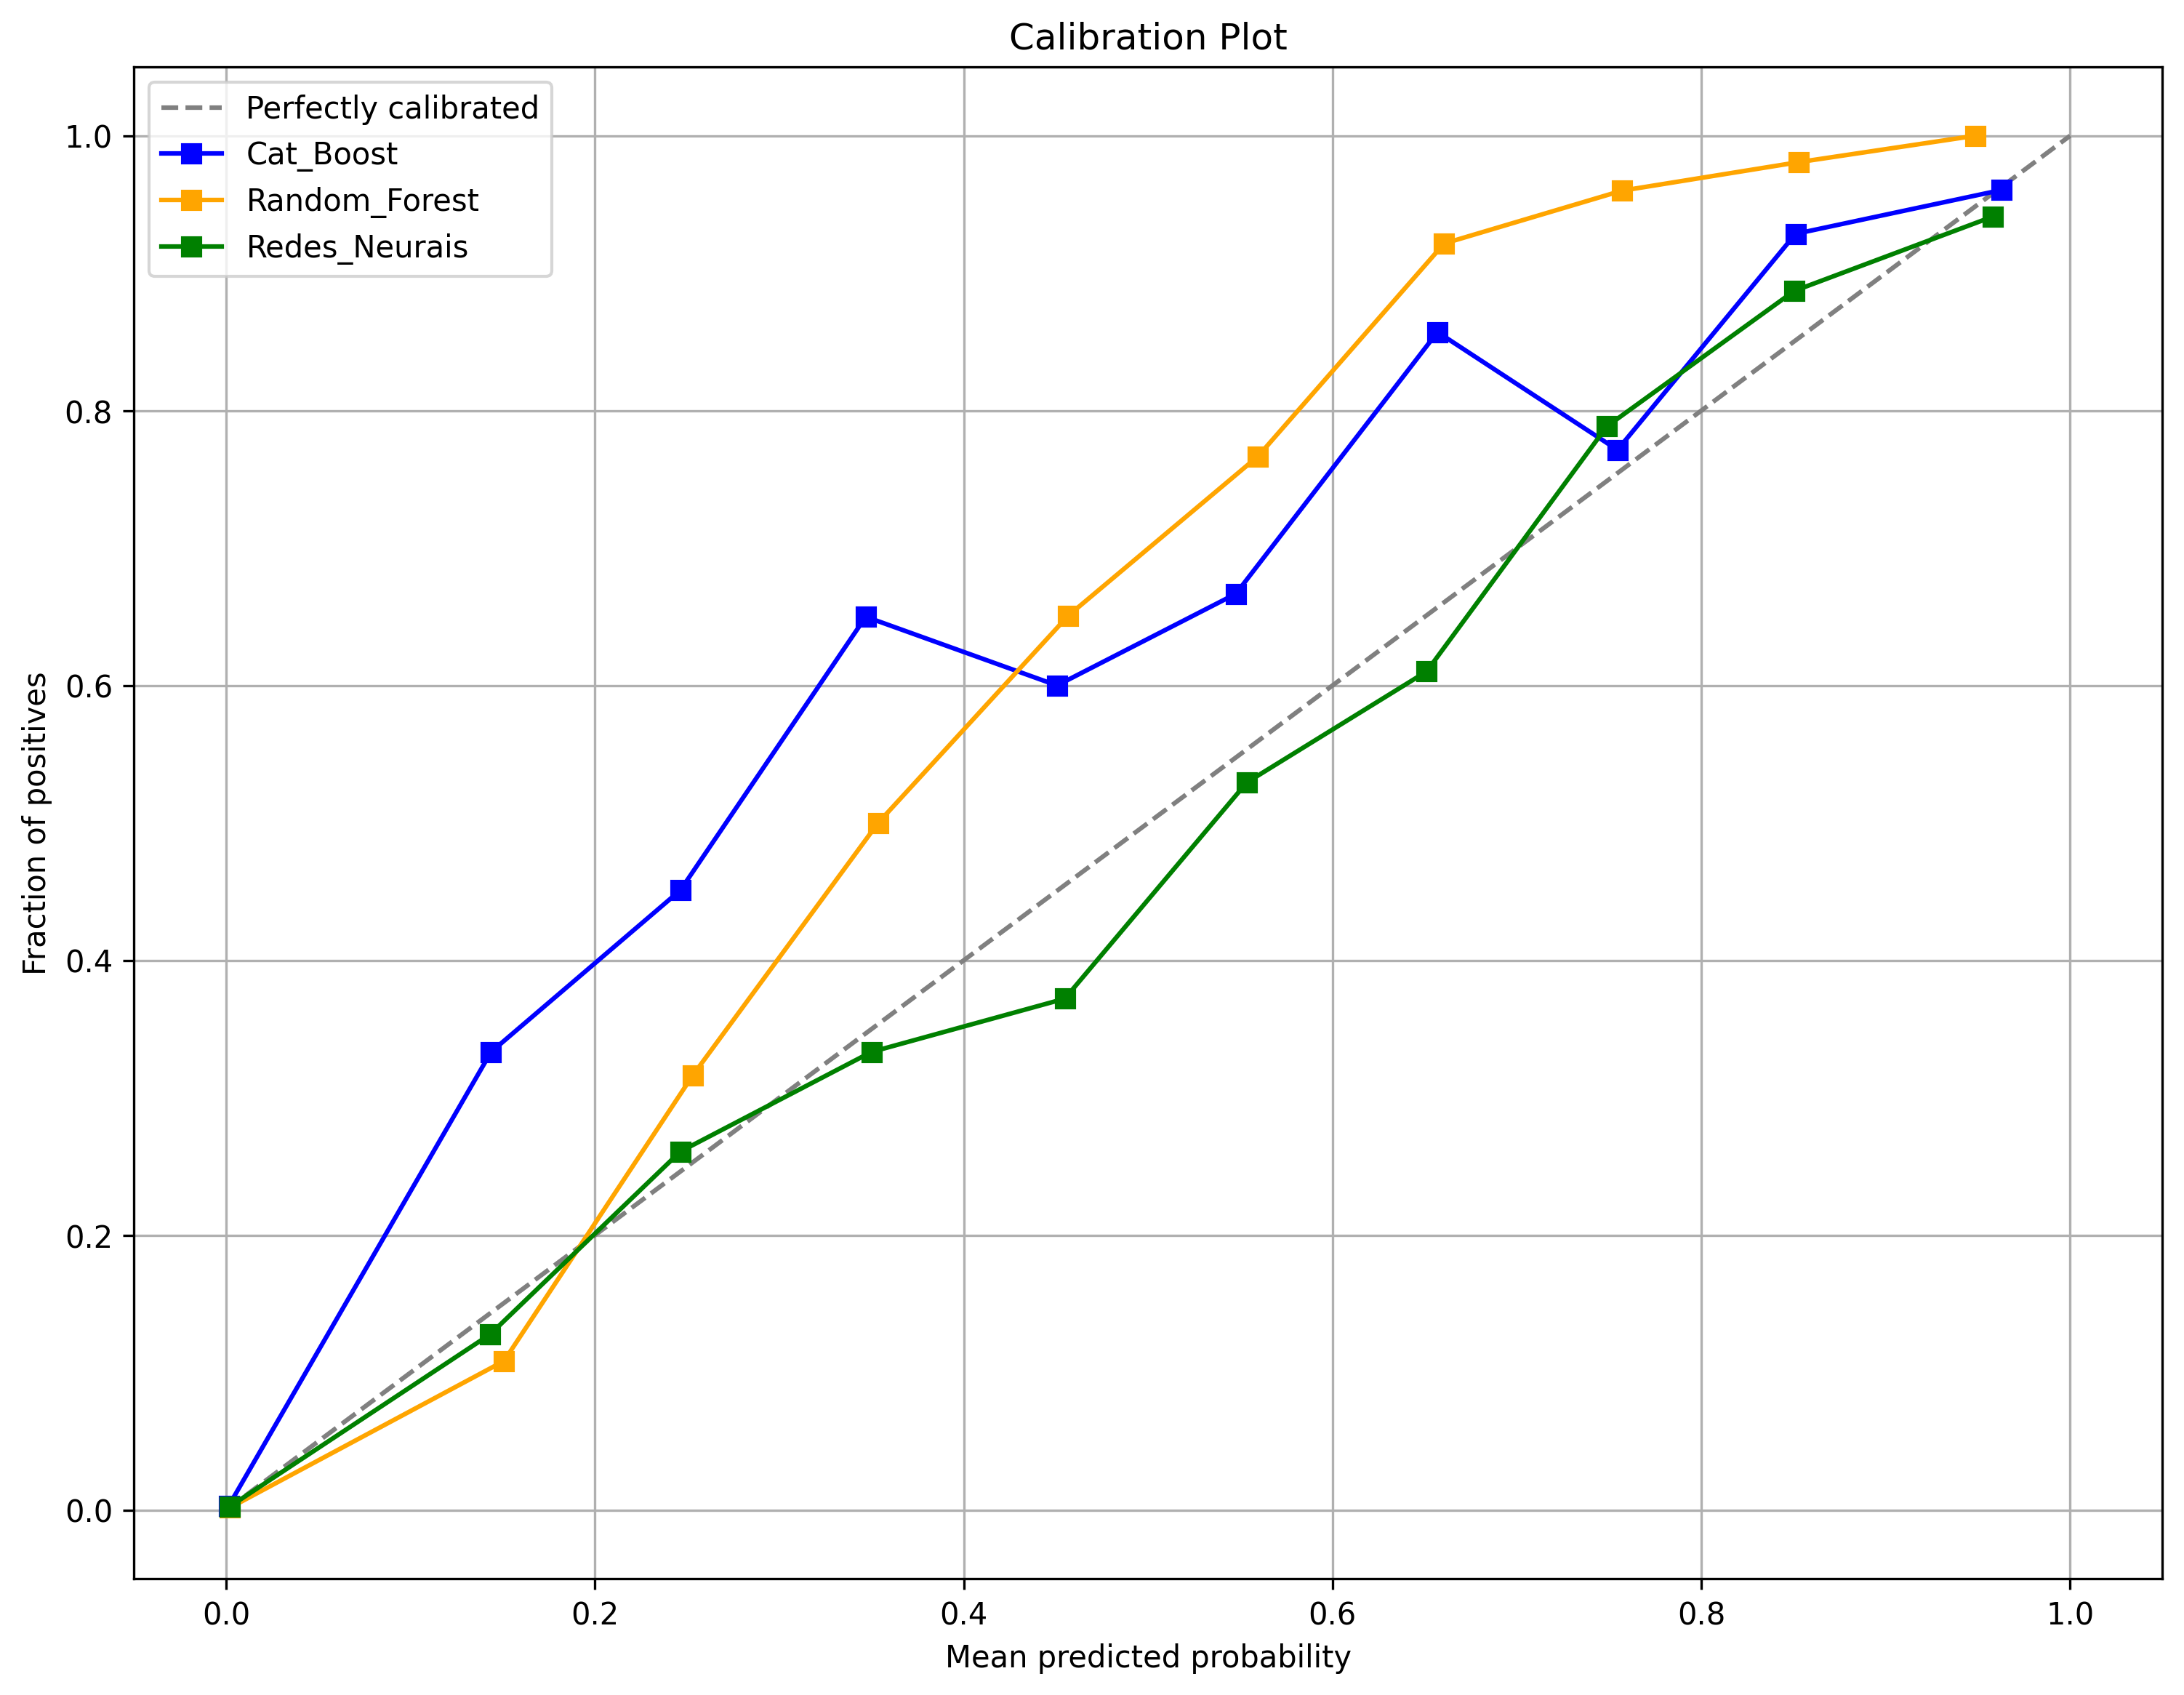 Calibration Plot
Perfectly calibrated
Cat_Boost
Random_Forest
Redes_Neurais
1.0
0.8
0.6
0.4
0.2
0.0
Fraction of positives
0.0 0.2 0.4 0.6 0.8 1.0
Mean predicted probability